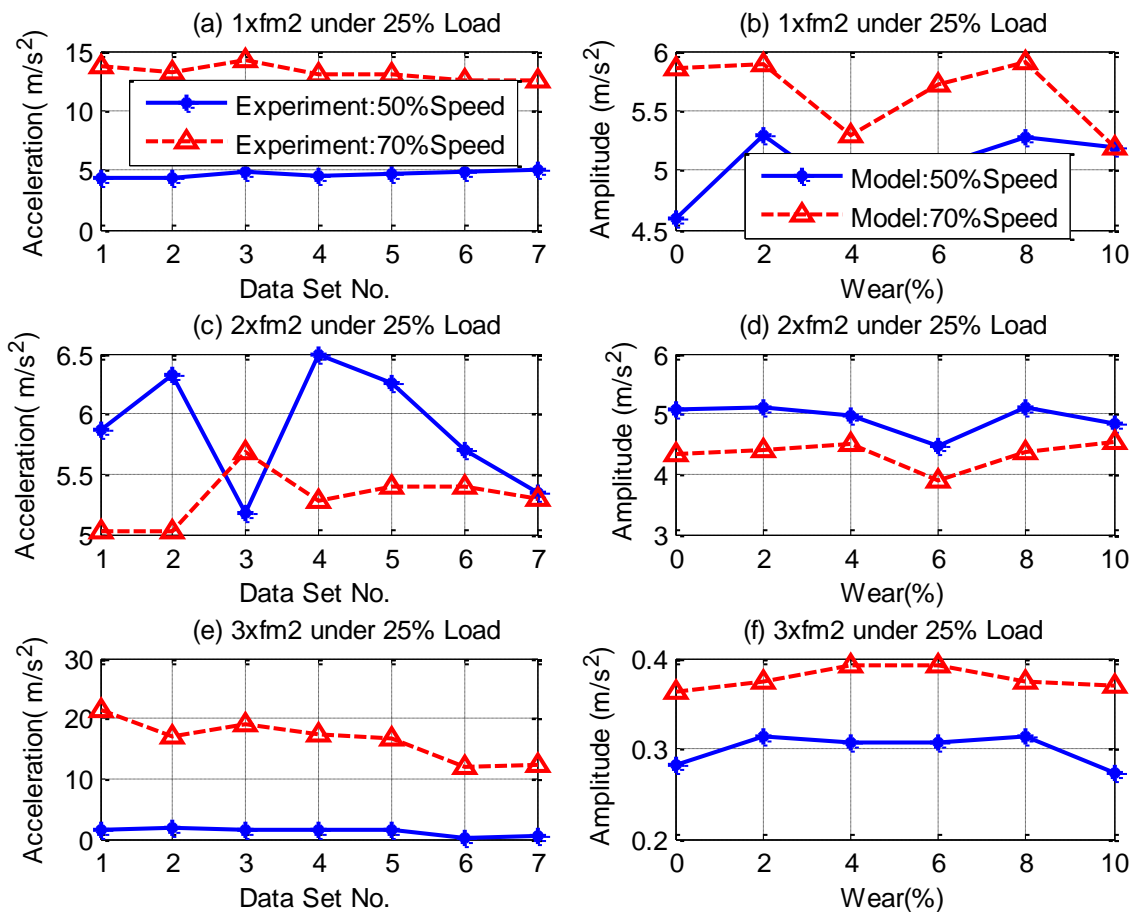 (a) 1xfm2 under 25% Load
Acceleration( m/s²)
15
10
5
0
Experiment:50%Speed
Experiment:70%Speed
1 2 3 4 5 6 7
Data Set No.
(b) 1xfm2 under 25% Load
Amplitude (m/s²)
6
5.5
5
4.5
Model:50%Speed
Model:70%Speed
0 2 4 6 8 10
Wear(%)
(c) 2xfm2 under 25% Load
Acceleration( m/s²)
6.5
6
5.5
5
1 2 3 4 5 6 7
Data Set No.
(d) 2xfm2 under 25% Load
Amplitude (m/s²)
6
5
4
3
0 2 4 6 8 10
Wear(%)
(e) 3xfm2 under 25% Load
Acceleration( m/s²)
30
20
10
0
1 2 3 4 5 6 7
Data Set No.
(f) 3xfm2 under 25% Load
Amplitude (m/s²)
0.4
0.3
0.2
0 2 4 6 8 10
Wear(%)